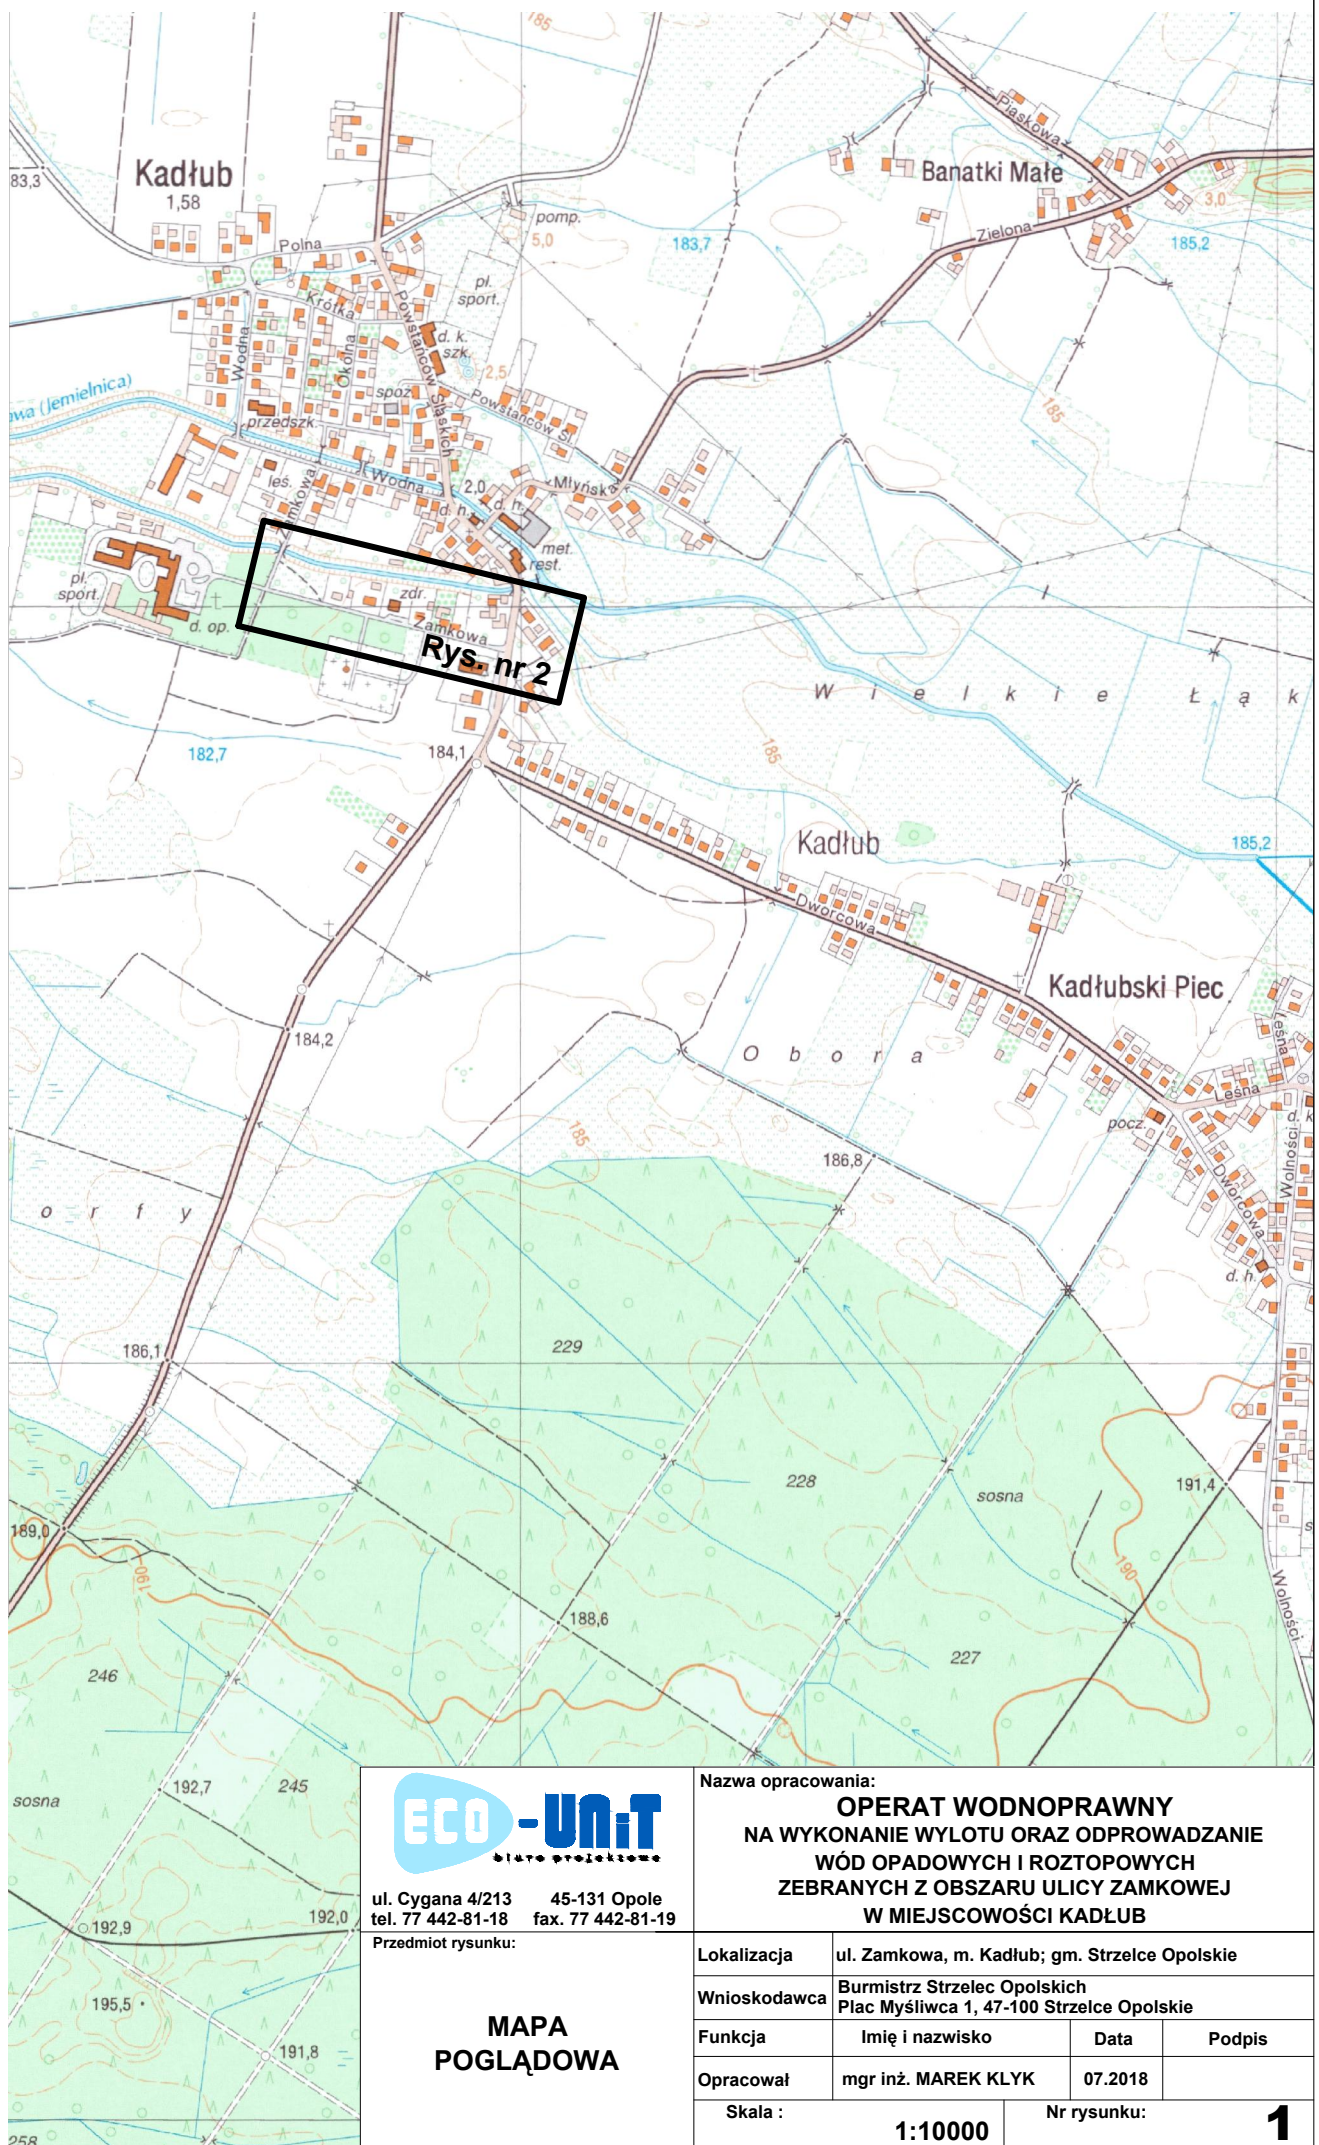 185
83,3
Kadłub
1,58
Piaskowa
Banatki Małe
3,0
Polna
pomp.
5,0
183,7
Zielona
185,2
pl.
sport.
Krótka
Powstańców Śląskich
Wodna
Okólna
d. k.
szk.
2,5
spoż.
Powstańców Śl.
185
wa (Jemielnica)
przedszk.
leś.
Wodna
2,0
Młyńska
d. h.
d. h.
mkowa
met.
rest.
pl.
sport.
zdr.
d. op.
Zamkowa
Rys. nr 2
Wielkie Łąk
182,7
184,1
185
Kadłub
185,2
Dworcowa
Kadłubski Piec
184,2
Obora
Leśna
Leśna
185
pocz.
d. k
186,8
Wolności
Dworcowa
orfy
d. h.
186,1
229
228
sosna
191,4
189,0
190
190
s
Wolności
188,6
246
227
sosna
192,7
245
192,9
192,0
195,5
191,8
258
ECO-UNiT
biuro projektowe
ul. Cygana 4/213 45-131 Opole
tel. 77 442-81-18 fax. 77 442-81-19
Nazwa opracowania:
OPERAT WODNOPRAWNY
NA WYKONANIE WYLOTU ORAZ ODPROWADZANIE
WÓD OPADOWYCH I ROZTOPOWYCH
ZEBRANYCH Z OBSZARU ULICY ZAMKOWEJ
W MIEJSCOWOŚCI KADŁUB
Przedmiot rysunku:
MAPA
POGLĄDOWA
Lokalizacja ul. Zamkowa, m. Kadłub; gm. Strzelce Opolskie
Wnioskodawca Burmistrz Strzelec Opolskich
Plac Myśliwca 1, 47-100 Strzelce Opolskie
Funkcja Imię i nazwisko Data Podpis
Opracował mgr inż. MAREK KLYK 07.2018
Skala : 1:10000 Nr rysunku: 1